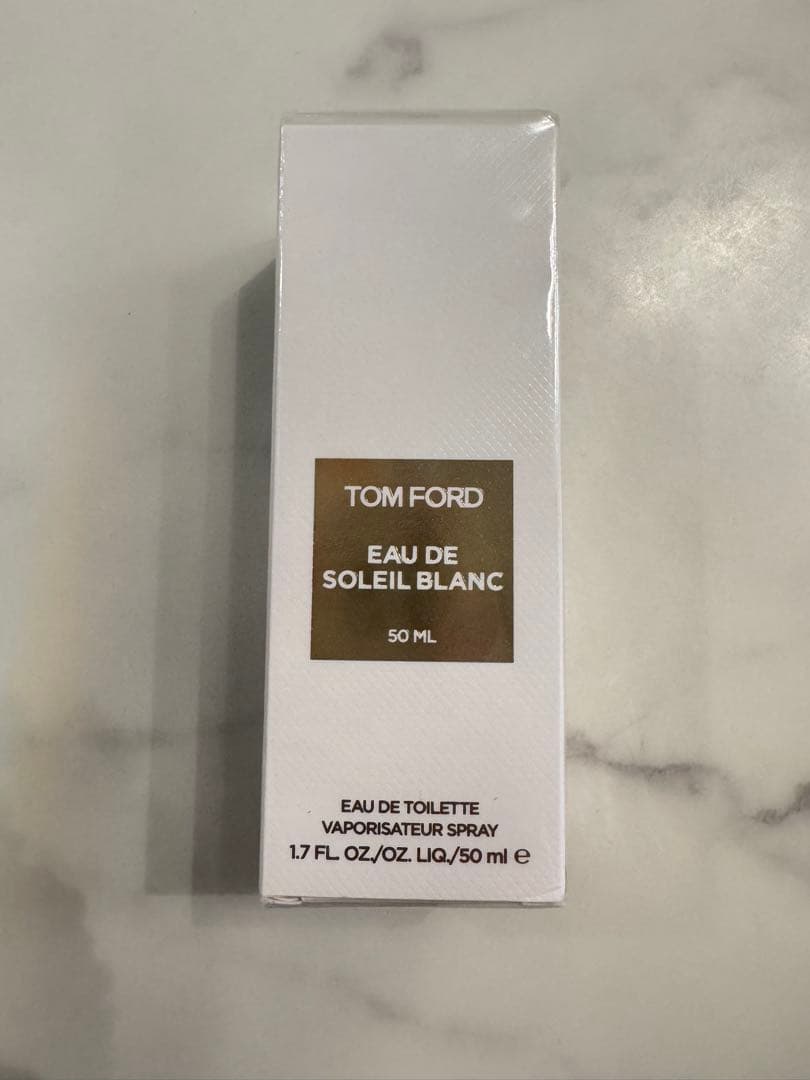 TOM FORD
EAU DE
SOLEIL BLANC
50 ML
EAU DE TOILETTE
VAPORISATEUR SPRAY
1.7 FL. OZ./OZ. LIQ./50 ml ℮